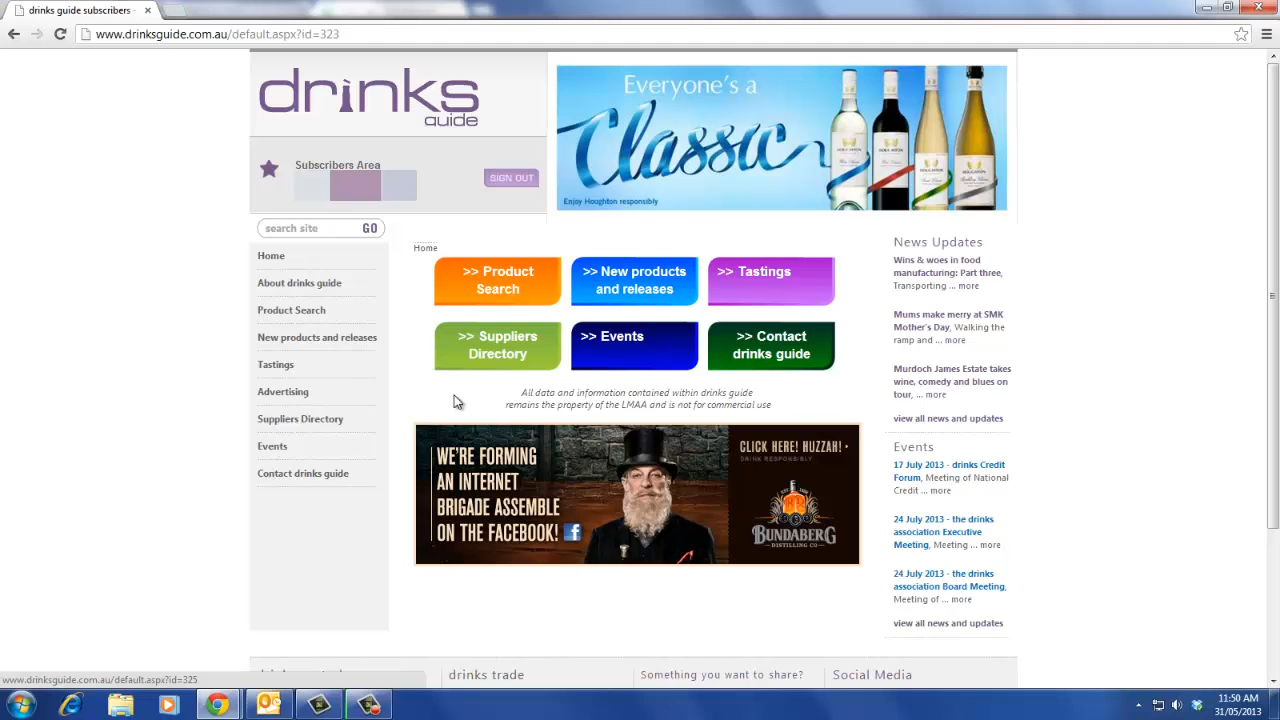 drinks guide subscribers -
www.drinksguide.com.au/default.aspx?id=323
drinks
guide
Subscribers Area
SIGN OUT
Everyone's a
Classic
Enjoy Houghton responsibly
search site
GO
Home
About drinks guide
Product Search
New products and releases
Tastings
Advertising
Suppliers Directory
Events
Contact drinks guide
Home
>> Product
Search
>> New products
and releases
>> Tastings
>> Suppliers
Directory
>> Events
>> Contact
drinks guide
All data and information contained within drinks guide
remains the property of the LMAA and is not for commercial use
WE'RE FORMING
AN INTERNET
BRIGADE ASSEMBLE
ON THE FACEBOOK!
CLICK HERE! HUZZAH!
DRINK RESPONSIBLY
BUNDABERG
DISTILLING CO
News Updates
Wins & woes in food
manufacturing: Part three,
Transporting ... more
Mums make merry at SMK
Mother's Day, Walking the
ramp and ... more
Murdoch James Estate takes
wine, comedy and blues on
tour, ... more
view all news and updates
Events
17 July 2013 - drinks Credit
Forum, Meeting of National
Credit ... more
24 July 2013 - the drinks
association Executive
Meeting, Meeting ... more
24 July 2013 - the drinks
association Board Meeting,
Meeting of ... more
view all news and updates
drinks trade
Something you want to share?
Social Media
www.drinksguide.com.au/default.aspx?id=325
11:50 AM
31/05/2013